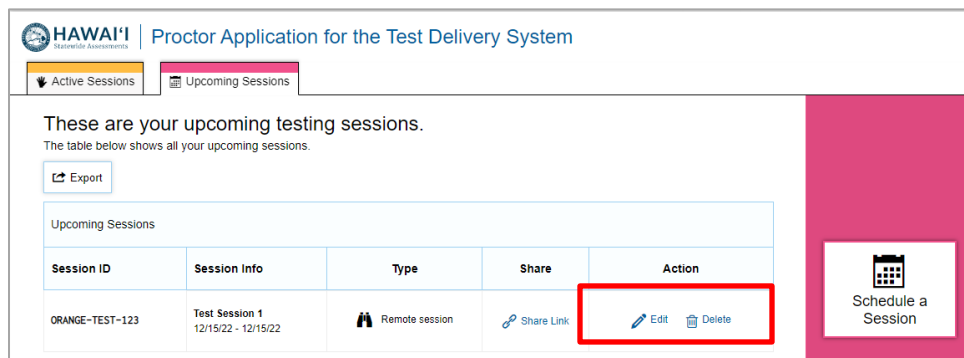 HAWAI‘I
Statewide Assessments
Proctor Application for the Test Delivery System
Active Sessions
Upcoming Sessions
These are your upcoming testing sessions.
The table below shows all your upcoming sessions.
Export
Upcoming Sessions
Session ID Session Info Type Share Action
ORANGE-TEST-123 Test Session 1 Remote session Share Link Edit Delete
12/15/22 - 12/15/22
Schedule a
Session